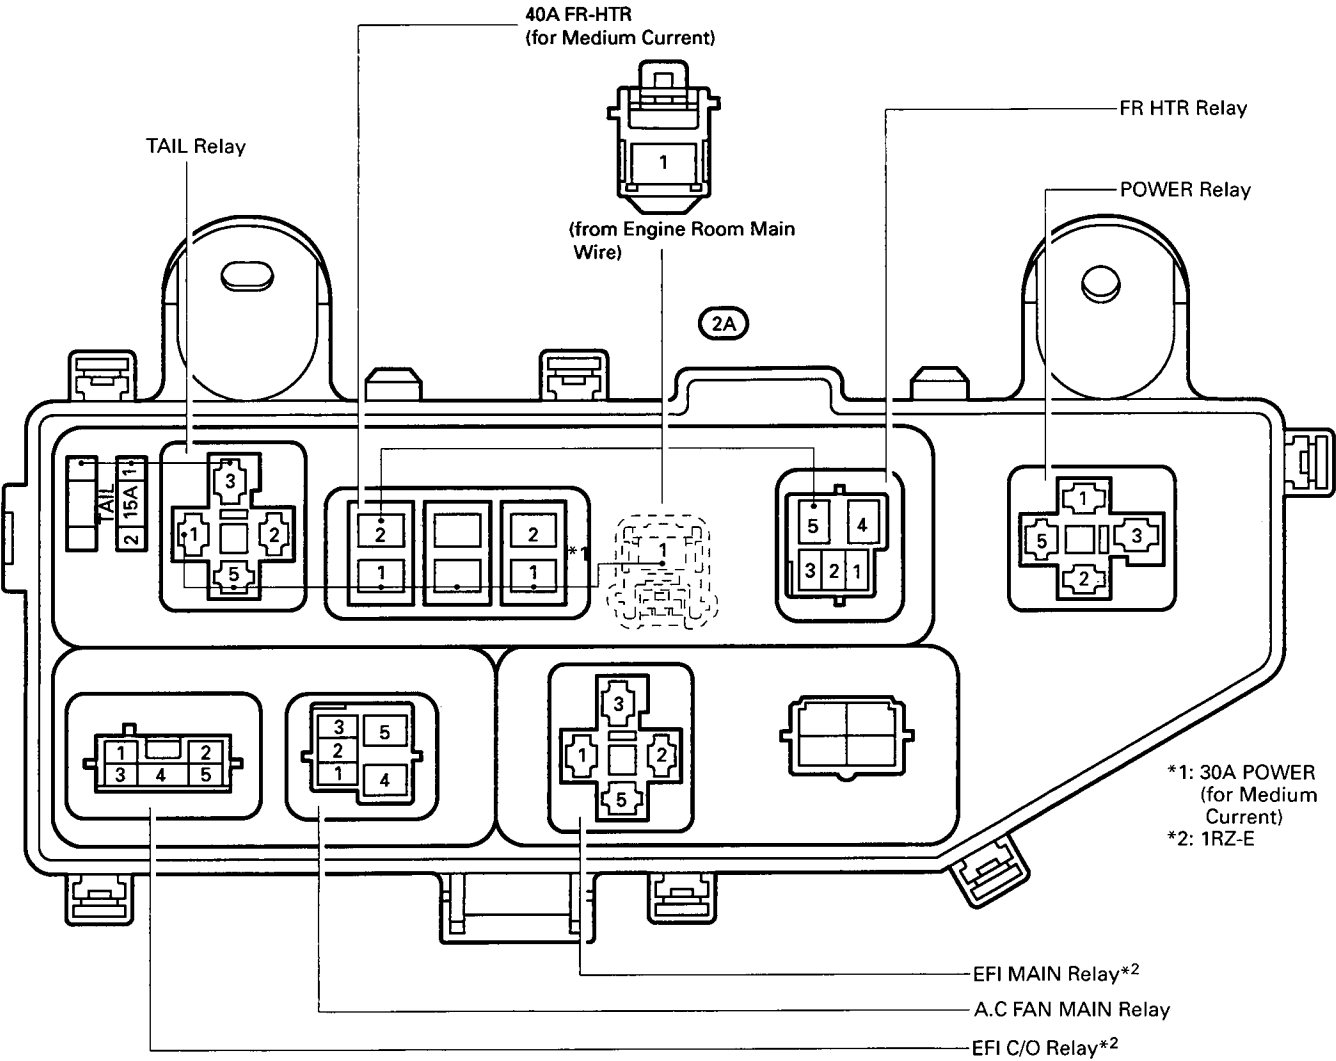 40A FR-HTR
(for Medium Current)
1
FR HTR Relay
TAIL Relay
POWER Relay
(from Engine Room Main
Wire)
2A
TAIL
2 15A 1
3
1
2
5
2
1
2
1
*1
1
5
4
3 2 1
1
5
3
2
1
2
3
4
5
3
2
1
5
4
3
1
2
5
*1: 30A POWER
(for Medium
Current)
*2: 1RZ-E
EFI MAIN Relay*2
A.C FAN MAIN Relay
EFI C/O Relay*2